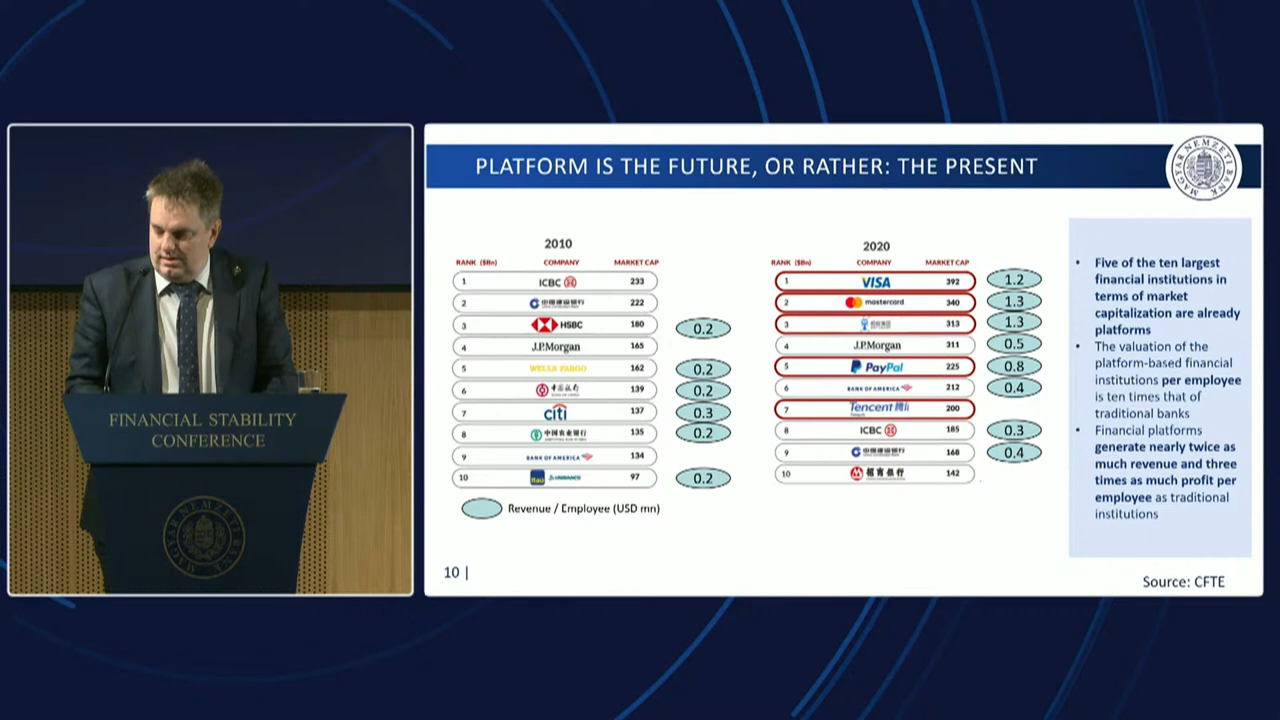 PLATFORM IS THE FUTURE, OR RATHER: THE PRESENT
MAGYAR NEMZETI BANK
2010
RANK ($Bn) COMPANY MARKET CAP
1 ICBC 233
2 中国建设银行 222
3 HSBC 180 0.2
4 J.P.Morgan 165
5 WELLS FARGO 162 0.2
6 中国银行 139 0.2
7 citi 137 0.3
8 中国农业银行 135 0.2
9 BANK OF AMERICA 134
10 Itaú UNIBANCO 97 0.2
Revenue / Employee (USD mn)
2020
RANK ($Bn) COMPANY MARKET CAP
1 VISA 392 1.2
2 mastercard 340 1.3
3 313 1.3
4 J.P.Morgan 311 0.5
5 PayPal 225 0.8
6 BANK OF AMERICA 212 0.4
7 Tencent 腾讯 200
8 ICBC 185 0.3
9 中国建设银行 168 0.4
10 招商银行 142
• Five of the ten largest
financial institutions in
terms of market
capitalization are already
platforms
• The valuation of the
platform-based financial
institutions per employee
is ten times that of
traditional banks
• Financial platforms
generate nearly twice as
much revenue and three
times as much profit per
employee as traditional
institutions
10 |
Source: CFTE
FINANCIAL STABILITY
CONFERENCE
MAGYAR NEMZETI BANK